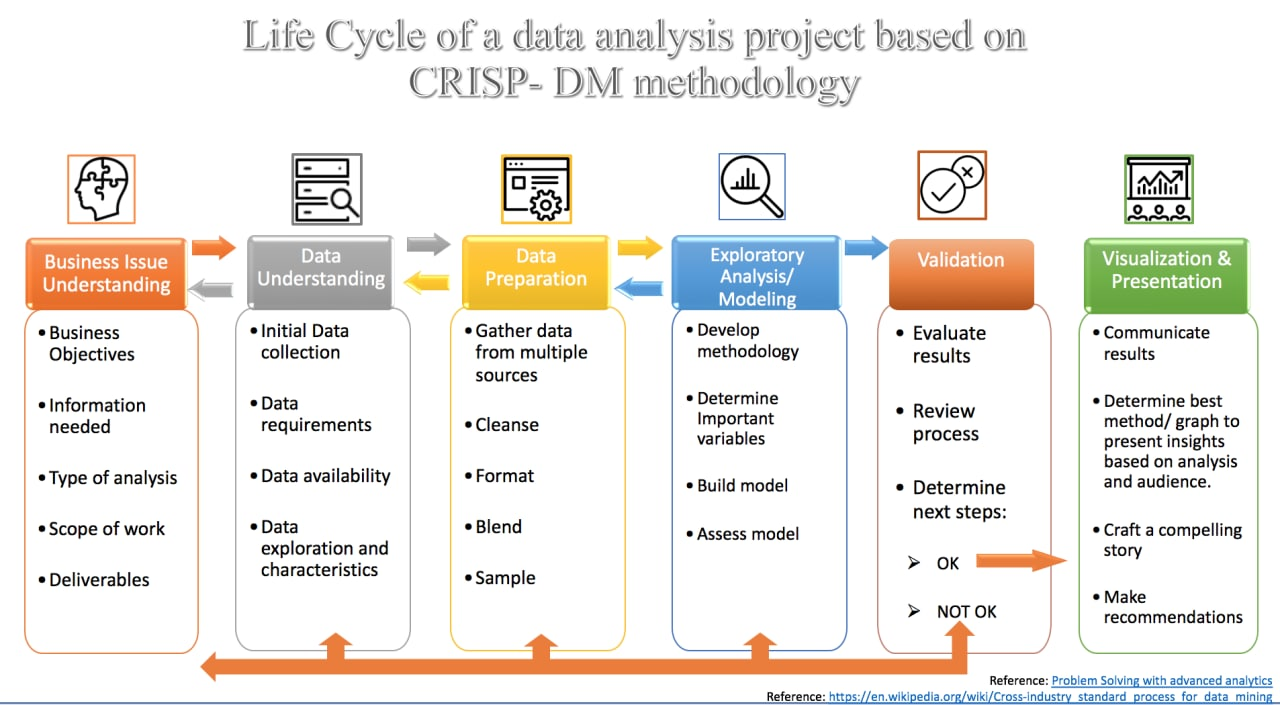 Life Cycle of a data analysis project based on
CRISP- DM methodology
Business Issue
Understanding
• Business
Objectives
• Information
needed
• Type of analysis
• Scope of work
• Deliverables
Data
Understanding
• Initial Data
collection
• Data
requirements
• Data availability
• Data
exploration and
characteristics
Data
Preparation
• Gather data
from multiple
sources
• Cleanse
• Format
• Blend
• Sample
Exploratory
Analysis/
Modeling
• Develop
methodology
• Determine
Important
variables
• Build model
• Assess model
Validation
• Evaluate
results
• Review
process
• Determine
next steps:
➢ OK
➢ NOT OK
Visualization &
Presentation
• Communicate
results
• Determine best
method/ graph to
present insights
based on analysis
and audience.
• Craft a compelling
story
• Make
recommendations
Reference: Problem Solving with advanced analytics
Reference: https://en.wikipedia.org/wiki/Cross-industry_standard_process_for_data_mining